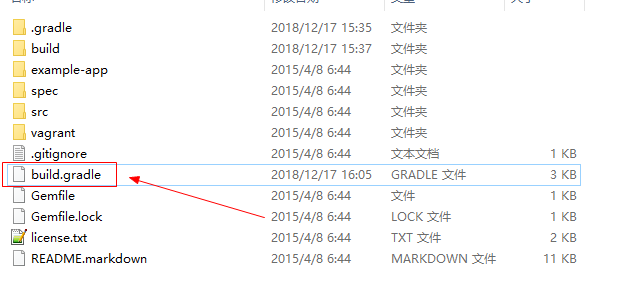 .gradle 2018/12/17 15:35 文件夹
build 2018/12/17 15:37 文件夹
example-app 2015/4/8 6:44 文件夹
spec 2015/4/8 6:44 文件夹
src 2015/4/8 6:44 文件夹
vagrant 2015/4/8 6:44 文件夹
.gitignore 2015/4/8 6:44 文本文档 1 KB
build.gradle 2018/12/17 16:05 GRADLE 文件 3 KB
Gemfile 2015/4/8 6:44 文件 1 KB
Gemfile.lock 2015/4/8 6:44 LOCK 文件 1 KB
license.txt 2015/4/8 6:44 TXT 文件 2 KB
README.markdown 2015/4/8 6:44 MARKDOWN 文件 11 KB